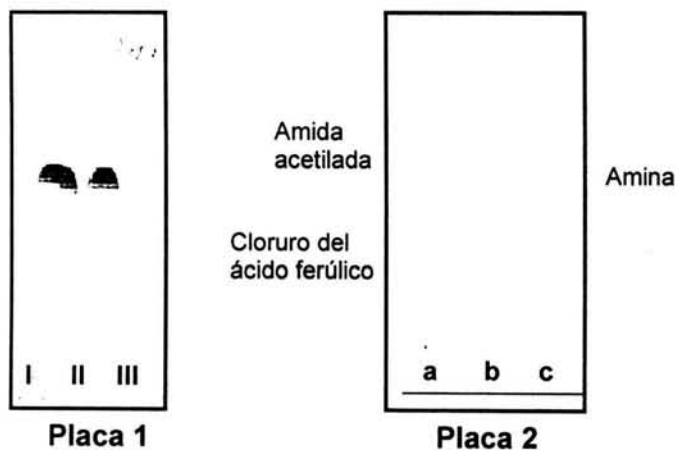 Amida
acetilada
Amina
Cloruro del
ácido ferúlico
I II III
a b c
Placa 1
Placa 2